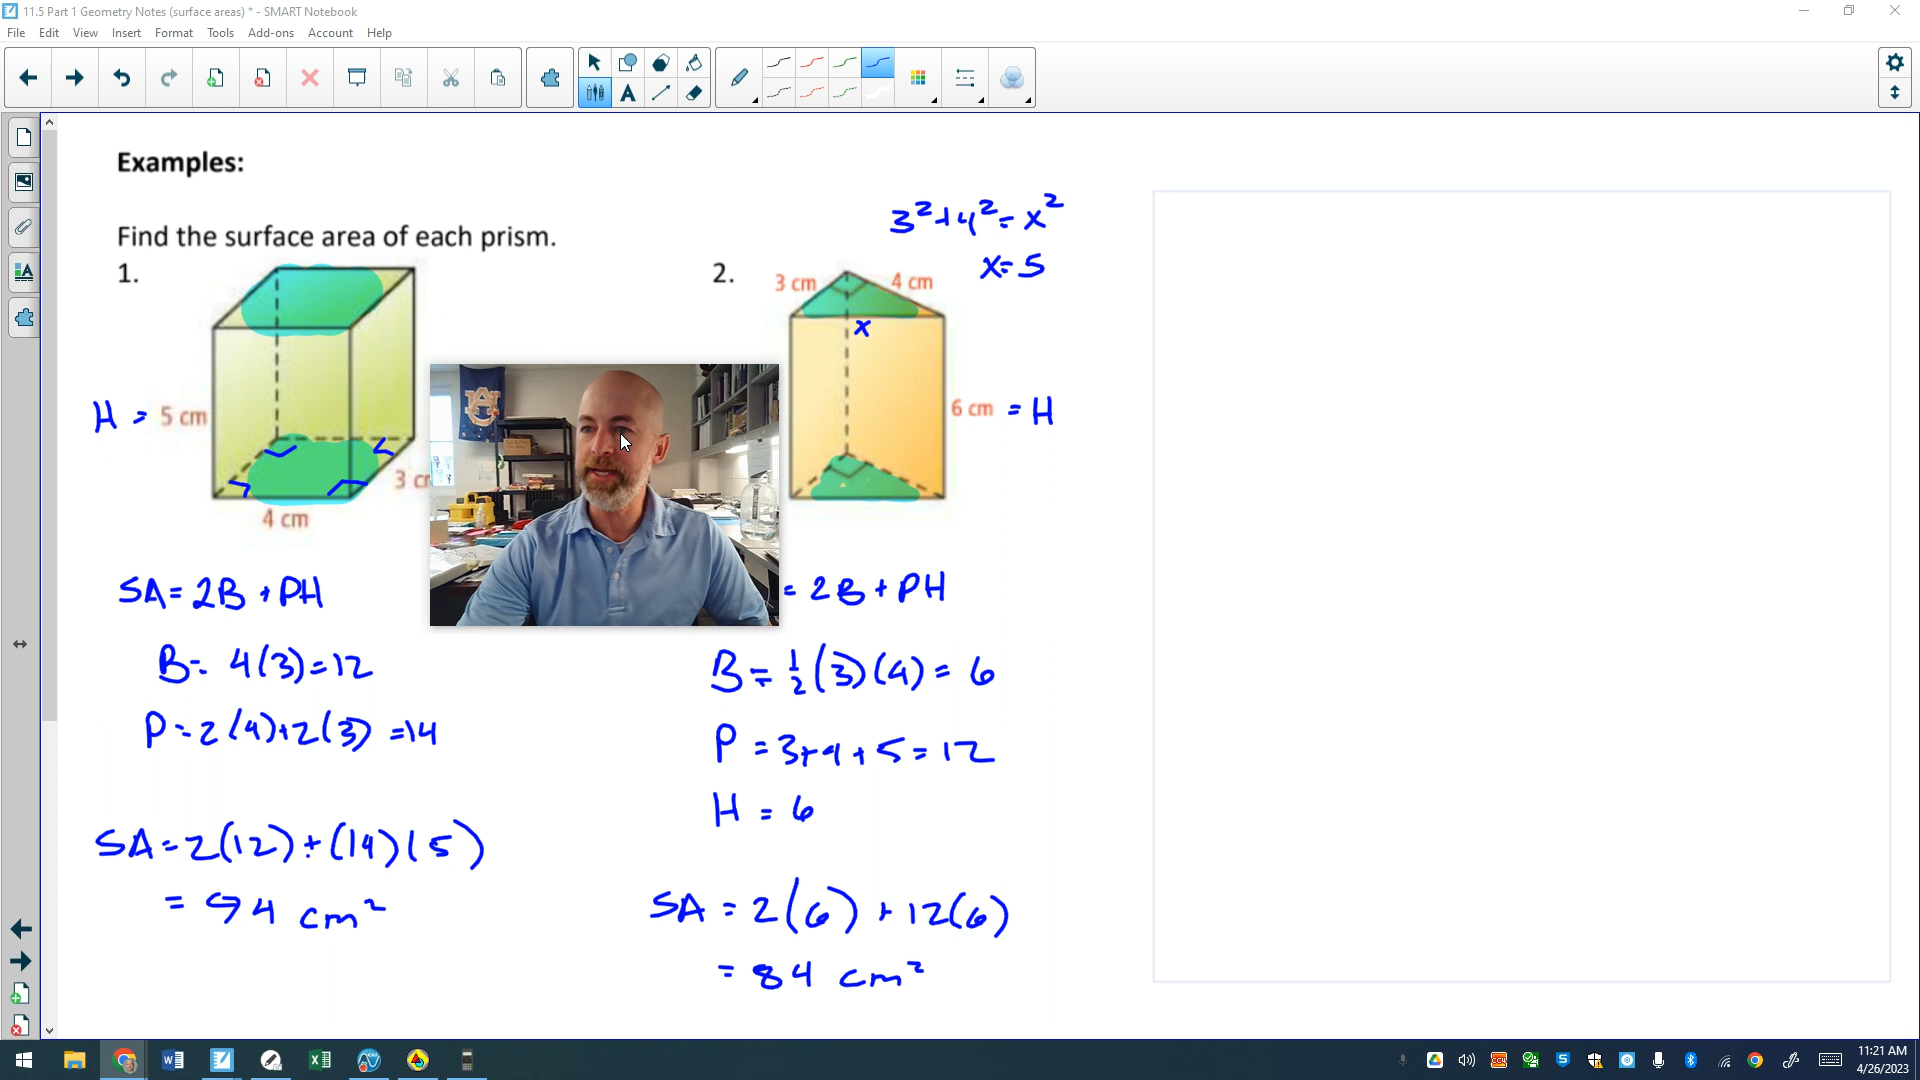 11.5 Part 1 Geometry Notes (surface areas) * - SMART Notebook
File Edit View Insert Format Tools Add-ons Account Help
Examples:
3² + 4² = x²
x = 5
Find the surface area of each prism.
1.
2.
3 cm
4 cm
x
H = 5 cm
6 cm = H
3 c
4 cm
SA = 2B + PH
= 2B + PH
B = 4(3) = 12
B = ½(3)(4) = 6
P = 2(4)+2(3) = 14
P = 3+4+5 = 12
H = 6
SA = 2(12) + (14)(5)
= 94 cm²
SA = 2(6) + 12(6)
= 84 cm²
11:21 AM
4/26/2023